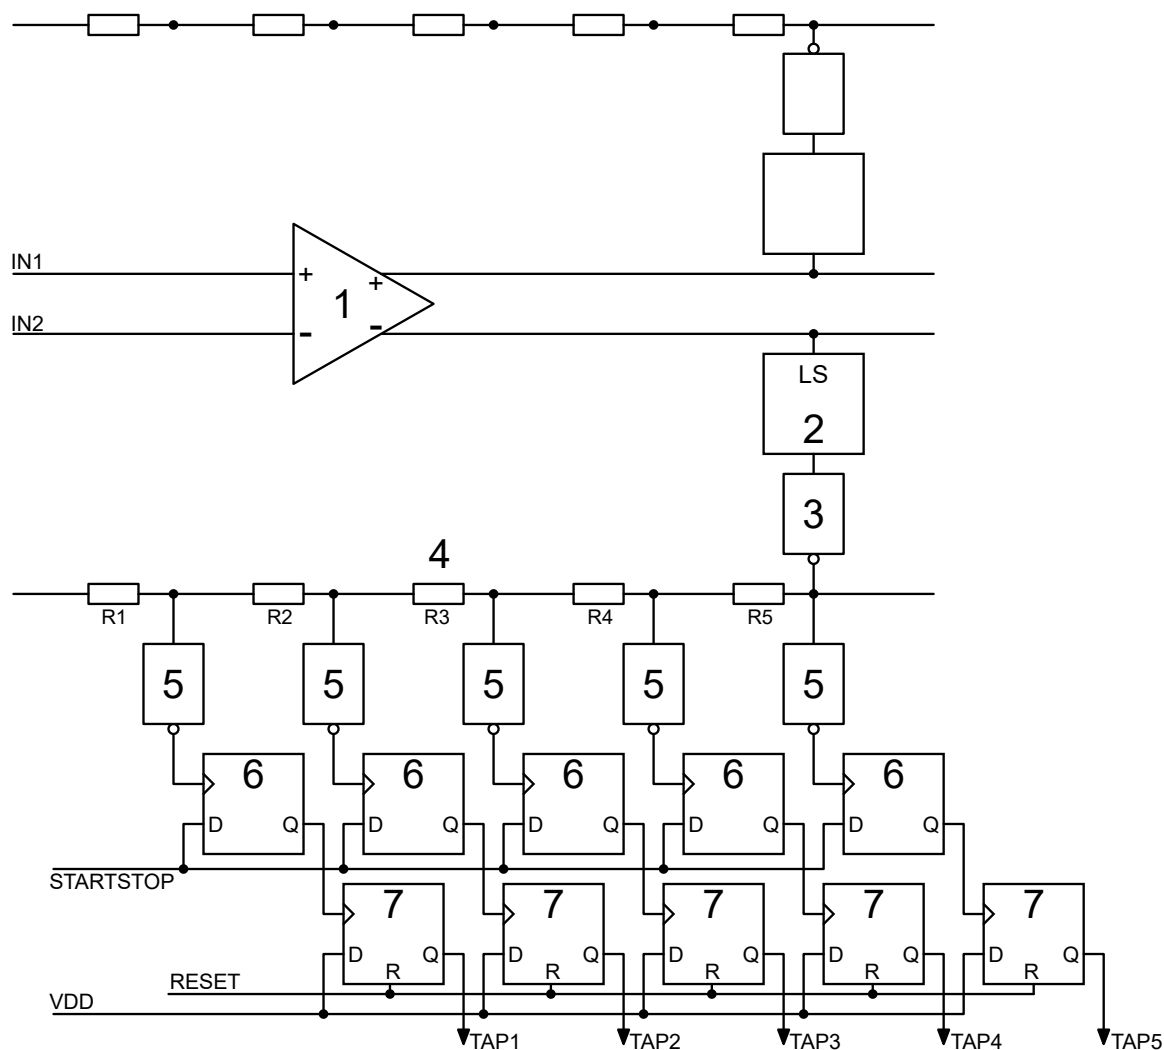 IN1
+
+
1
IN2
-
-
LS
2
3
4
R1
R2
R3
R4
R5
5
5
5
5
5
6
6
6
6
6
D
Q
D
Q
D
Q
D
Q
D
Q
STARTSTOP
7
7
7
7
7
D
Q
D
Q
D
Q
D
Q
D
Q
R
R
R
R
R
RESET
VDD
TAP1
TAP2
TAP3
TAP4
TAP5